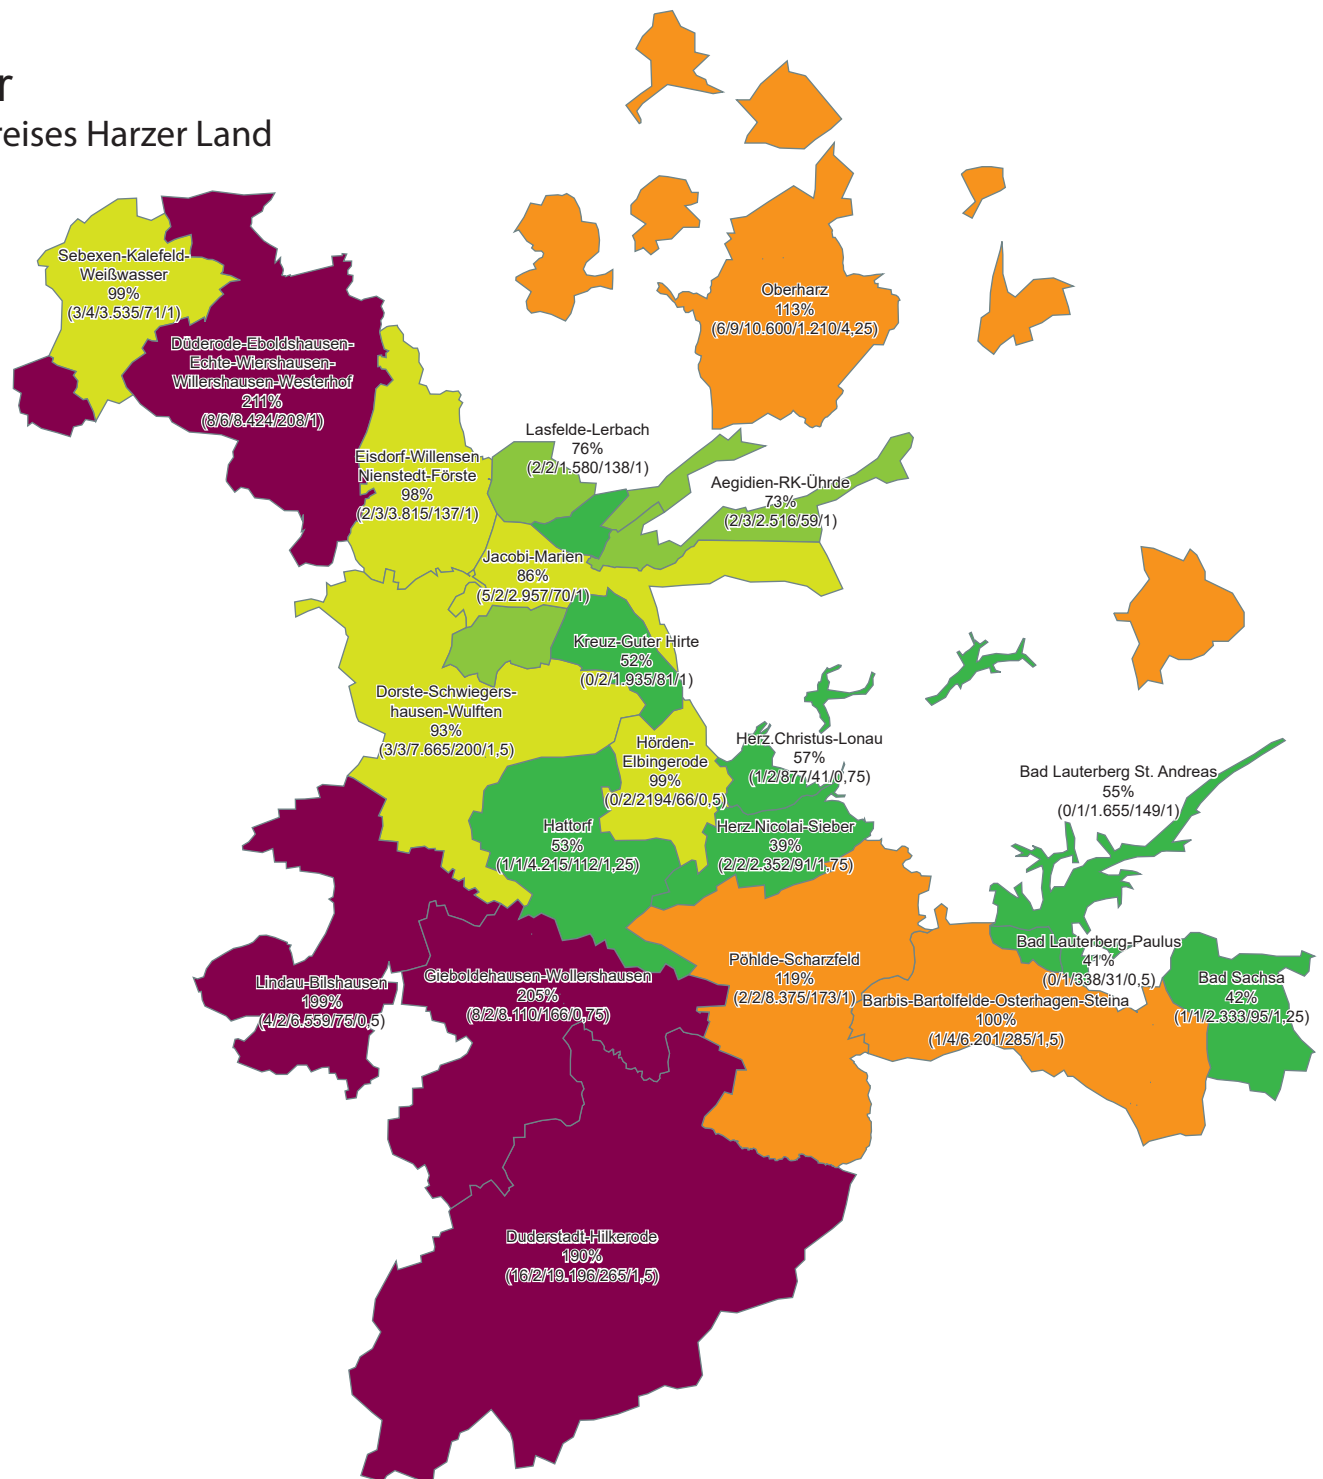 r
reises Harzer Land
Sebexen-Kalefeld-
Weißwasser
99%
(3/4/3.535/71/1)
Oberharz
113%
(6/9/10.600/1.210/4,25)
Düderode-Eboldshausen-
Echte-Wiershausen-
Willershausen-Westerhof
211%
(8/6/8.424/208/1)
Lasfelde-Lerbach
76%
(2/2/1.580/138/1)
Eisdorf-Willensen-
Nienstedt-Förste
98%
(2/3/3.815/137/1)
Aegidien-RK-Ührde
73%
(2/3/2.516/59/1)
Jacobi-Marien
86%
(5/2/2.957/70/1)
Kreuz-Guter Hirte
52%
(0/2/1.935/81/1)
Dorste-Schwiegers-
hausen-Wulften
93%
(3/3/7.665/200/1,5)
Hörden-
Elbingerode
99%
(0/2/2194/66/0,5)
Herz.Christus-Lonau
57%
(1/2/877/41/0,75)
Bad Lauterberg St. Andreas
55%
(0/1/1.655/149/1)
Hattorf
53%
(1/1/4.215/112/1,25)
Herz.Nicolai-Sieber
39%
(2/2/2.352/91/1,75)
Bad Lauterberg-Paulus
41%
(0/1/338/31/0,5)
Pöhlde-Scharzfeld
119%
(2/2/8.375/173/1)
Gieboldehausen-Wollershausen
205%
(8/2/8.110/166/0,75)
Lindau-Bilshausen
199%
(4/2/6.559/75/0,5)
Bad Sachsa
42%
(1/1/2.333/95/1,25)
Barbis-Bartolfelde-Osterhagen-Steina
100%
(1/4/6.201/285/1,5)
Duderstadt-Hilkerode
190%
(16/2/19.196/265/1,5)